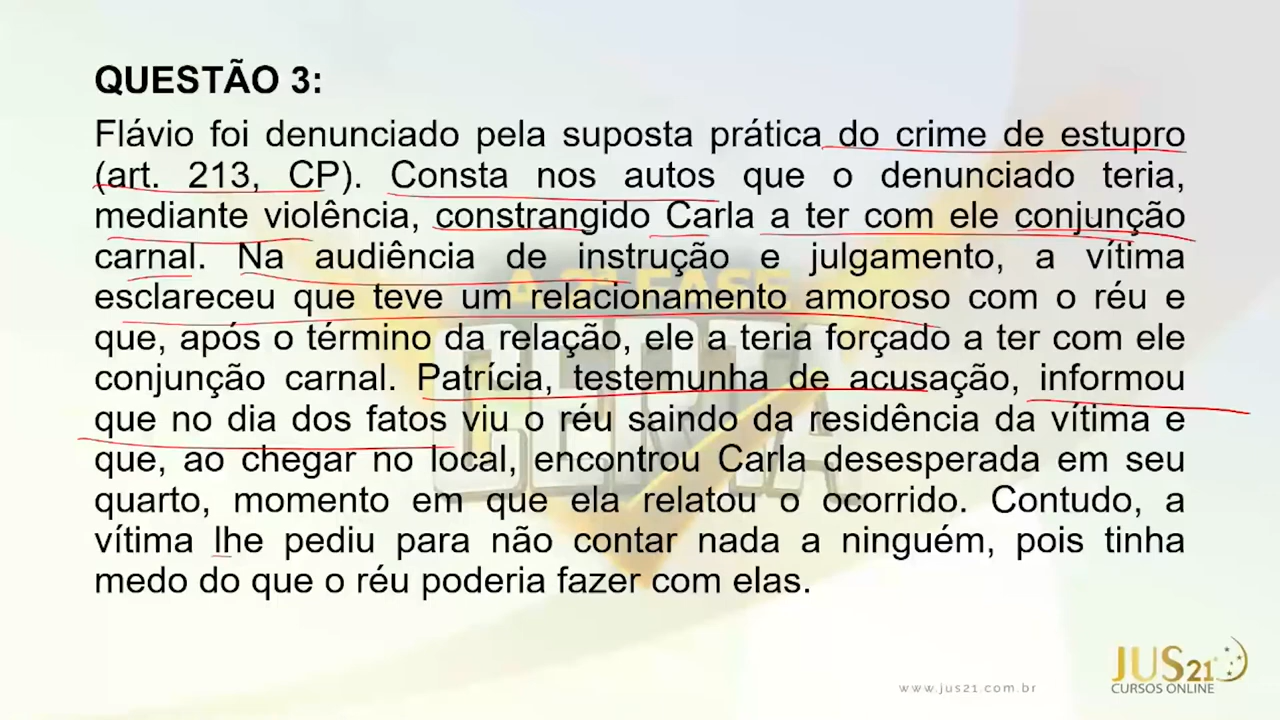 QUESTÃO 3:
Flávio foi denunciado pela suposta prática do crime de estupro
(art. 213, CP). Consta nos autos que o denunciado teria,
mediante violência, constrangido Carla a ter com ele conjunção
carnal. Na audiência de instrução e julgamento, a vítima
esclareceu que teve um relacionamento amoroso com o réu e
que, após o término da relação, ele a teria forçado a ter com ele
conjunção carnal. Patrícia, testemunha de acusação, informou
que no dia dos fatos viu o réu saindo da residência da vítima e
que, ao chegar no local, encontrou Carla desesperada em seu
quarto, momento em que ela relatou o ocorrido. Contudo, a
vítima lhe pediu para não contar nada a ninguém, pois tinha
medo do que o réu poderia fazer com elas.
A 2ª FASE
CERTA
JUS21
CURSOS ONLINE
www.jus21.com.br